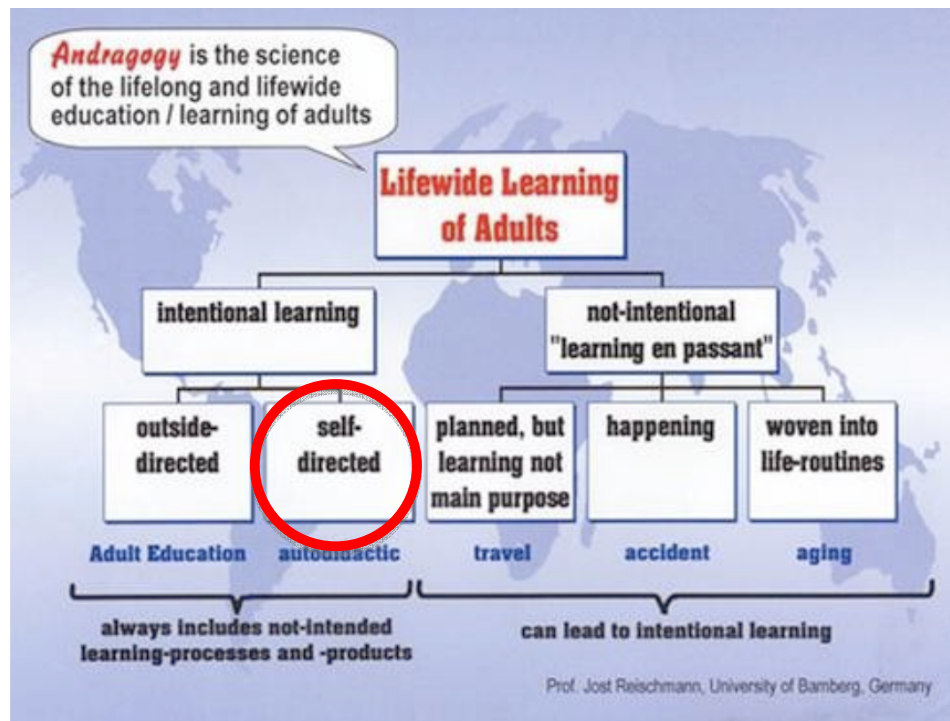 Andragogy is the science
of the lifelong and lifewide
education / learning of adults
Lifewide Learning
of Adults
intentional learning
not-intentional
"learning en passant"
outside-
directed
self-
directed
planned, but
learning not
main purpose
happening
woven into
life-routines
Adult Education
autodidactic
travel
accident
aging
always includes not-intended
learning-processes and -products
can lead to intentional learning
Prof. Jost Reischmann, University of Bamberg, Germany